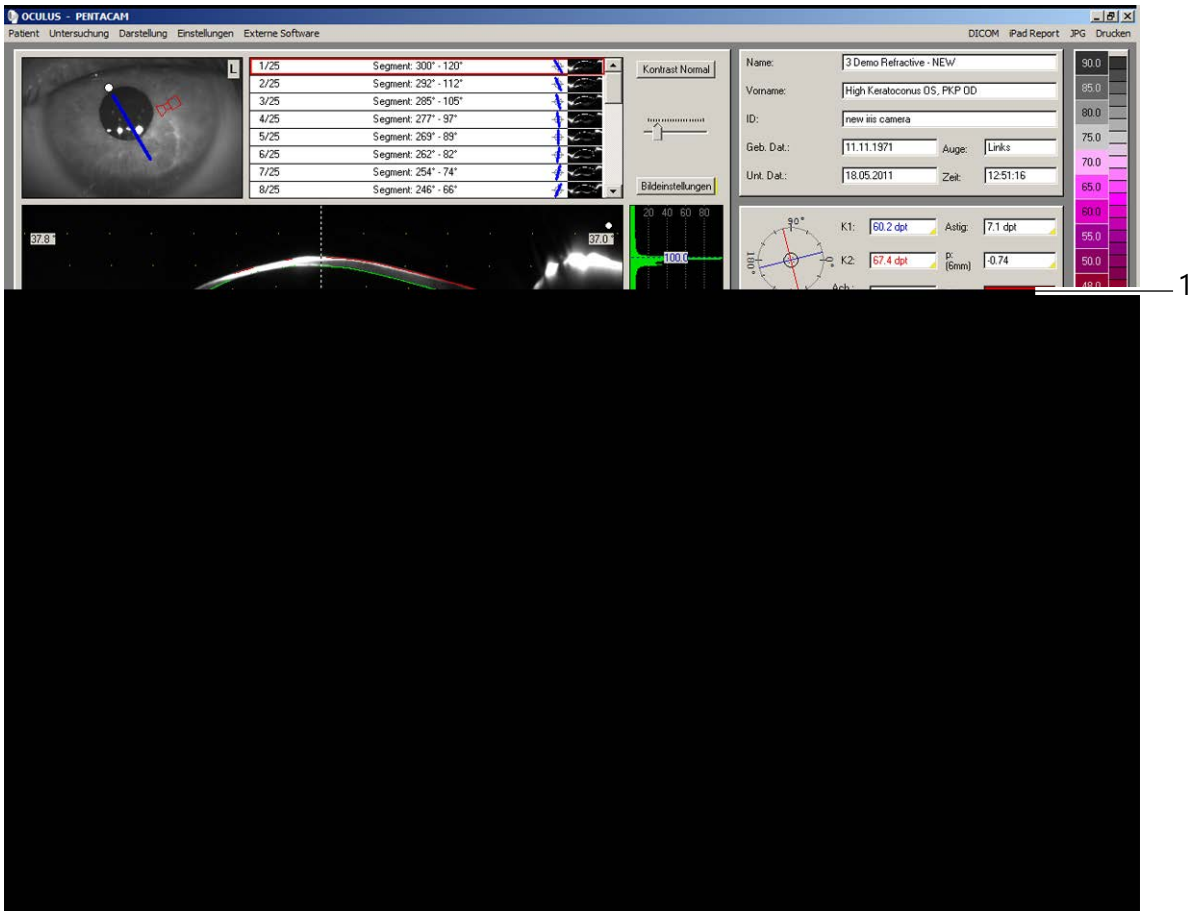 OCULUS - PENTACAM
Patient Untersuchung Darstellung Einstellungen Externe Software DICOM iPad Report JPG Drucken
L
1/25 Segment: 300° - 120°
2/25 Segment: 292° - 112°
3/25 Segment: 285° - 105°
4/25 Segment: 277° - 97°
5/25 Segment: 269° - 89°
6/25 Segment: 262° - 82°
7/25 Segment: 254° - 74°
8/25 Segment: 246° - 66°
Kontrast Normal
Bildeinstellungen
37.8°
37.0°
20 40 60 80
100.0
Name: 3 Demo Refractive - NEW
Vorname: High Keratoconus OS, PKP OD
ID: new iris camera
Geb. Dat.: 11.11.1971 Auge: Links
Unt. Dat.: 18.05.2011 Zeit: 12:51:16
90°
180°
0°
K1: 60.2 dpt Astig: 7.1 dpt
K2: 67.4 dpt p: (6mm) -0.74
90.0
85.0
80.0
75.0
70.0
65.0
60.0
55.0
50.0
48.0
1